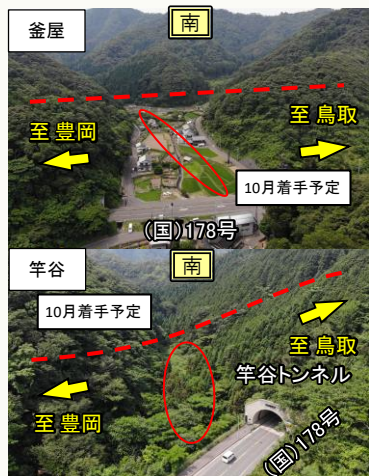 釜屋
南
至 鳥取
至 豊岡
10月着手予定
(国)178号
竿谷
南
10月着手予定
至 鳥取
竿谷トンネル
至 豊岡
(国)178号